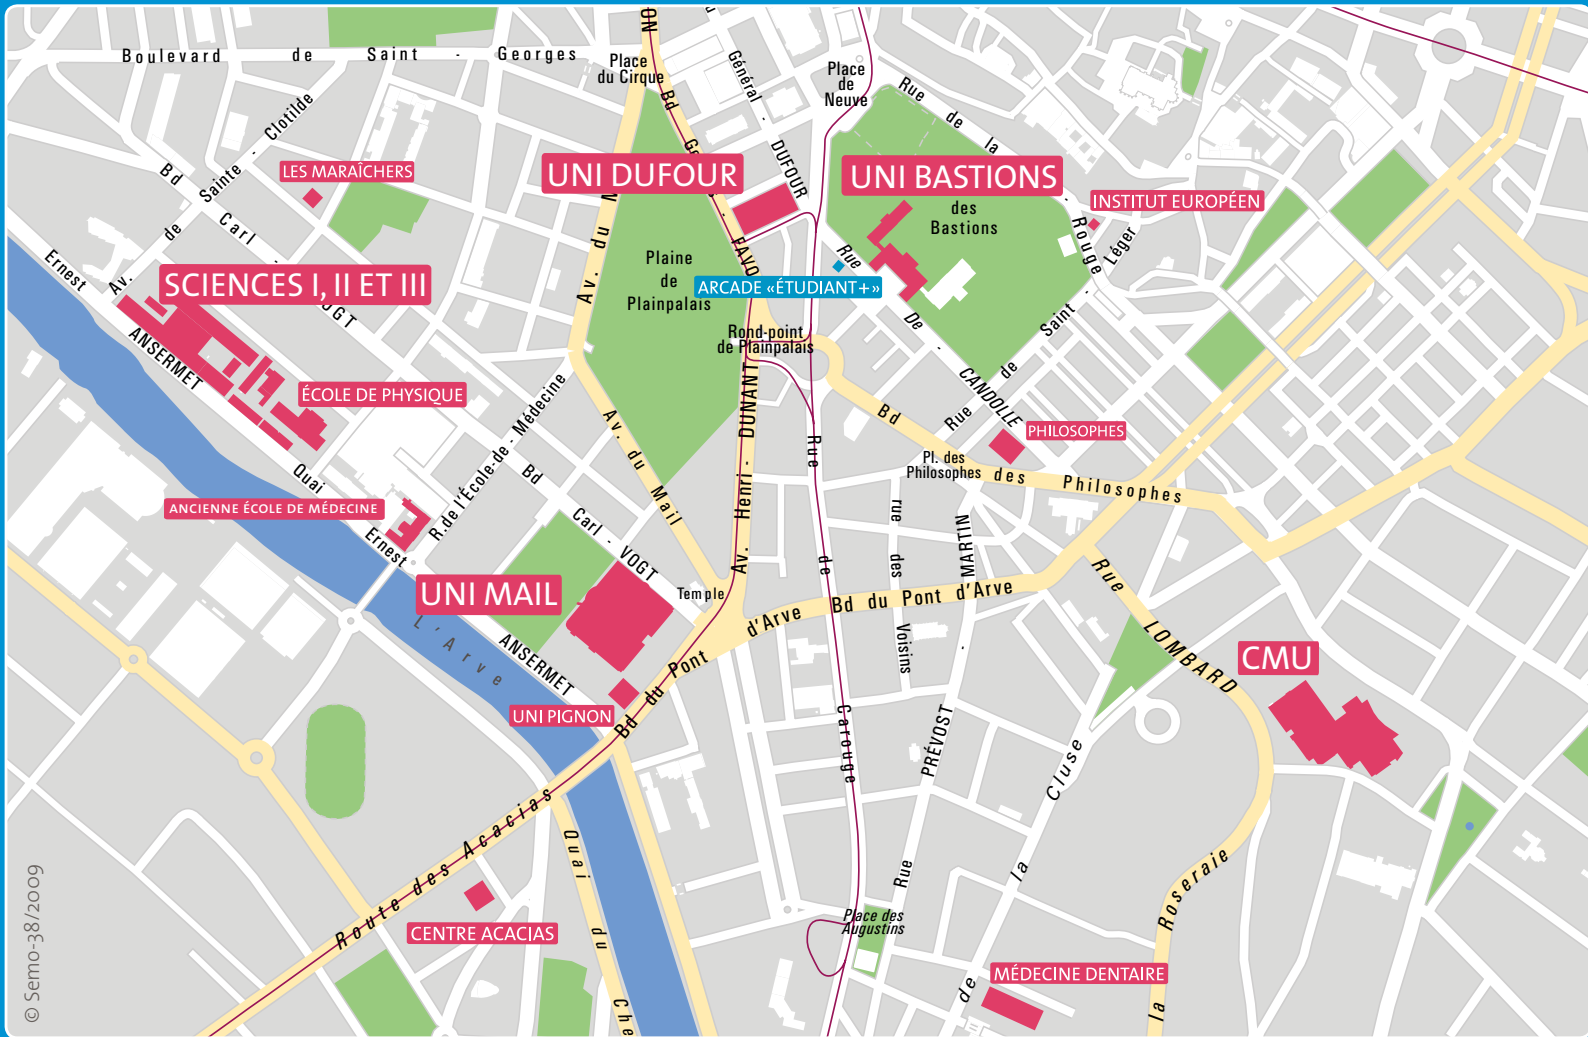 Boulevard de Saint - Georges
Place
du Cirque
Général - DUFOUR
Place
de
Neuve
Rue de la - Rouge
Av. de Sainte - Clotilde
LES MARAÎCHERS
UNI DUFOUR
UNI BASTIONS
des
Bastions
INSTITUT EUROPÉEN
Rue de Saint - Léger
Bd Carl - VOGT
Av. du
Bd
FAVO
Plaine
de
Plainpalais
ARCADE «ÉTUDIANT+»
Rue De - CANDOLLE
Rond-point
de Plainpalais
Ernest
ANSERMET
SCIENCES I, II ET III
ÉCOLE DE PHYSIQUE
Quai
ANCIENNE ÉCOLE DE MÉDECINE
Ernest
R.de l'École-de - Médecine
Av. du Mail
Av. Henri - DUNANT
Bd des Philosophes
PHILOSOPHES
Pl. des
Philosophes
Bd Carl - VOGT
UNI MAIL
Temple
ANSERMET
L'Arve
UNI PIGNON
Bd du Pont d'Arve
Bd du Pont d'Arve
Rue de Carouge
rue des Voisins
Rue PRÉVOST - MARTIN
Rue LOMBARD
CMU
de la Cluse
la Roseraie
Route des Acacias
CENTRE ACACIAS
Quai du Che
Place des
Augustins
MÉDECINE DENTAIRE
© Semo-38/2009